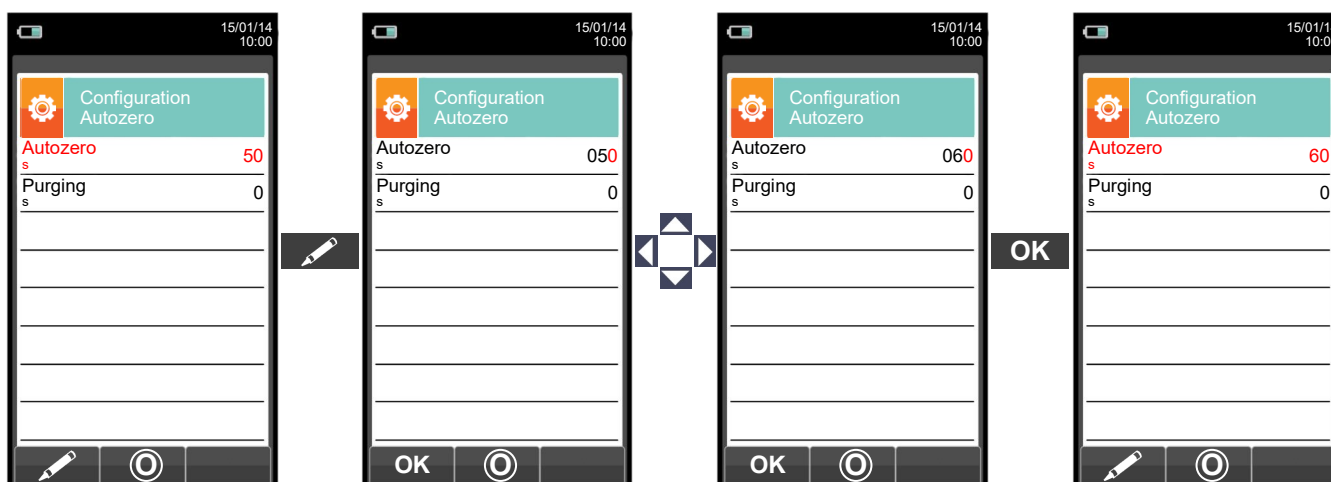 15/01/14
10:00
Configuration
Autozero
Autozero
s
50
Purging
s
0
O
15/01/14
10:00
Configuration
Autozero
Autozero
s
050
Purging
s
0
OK
O
15/01/14
10:00
Configuration
Autozero
Autozero
s
060
Purging
s
0
OK
O
OK
15/01/1
10:0
Configuration
Autozero
Autozero
s
60
Purging
s
0
O